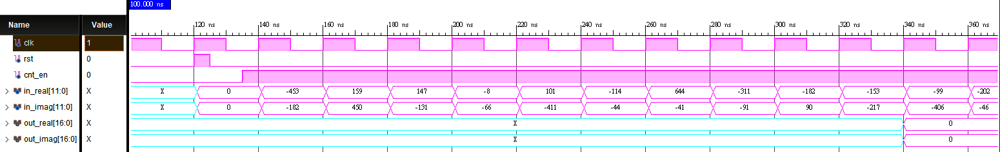 100.000 ns
Name Value
120 ns 140 ns 160 ns 180 ns 200 ns 220 ns 240 ns 260 ns 280 ns 300 ns 320 ns 340 ns 360 ns
clk 1
rst 0
cnt_en 0
in_real[11:0] X X 0 -453 159 147 -8 101 -114 644 -311 -182 -153 -99 -202
in_imag[11:0] X X 0 -182 450 -131 -66 -411 -44 -41 -91 90 -217 -406 -46
out_real[16:0] X X 0
out_imag[16:0] X X 0